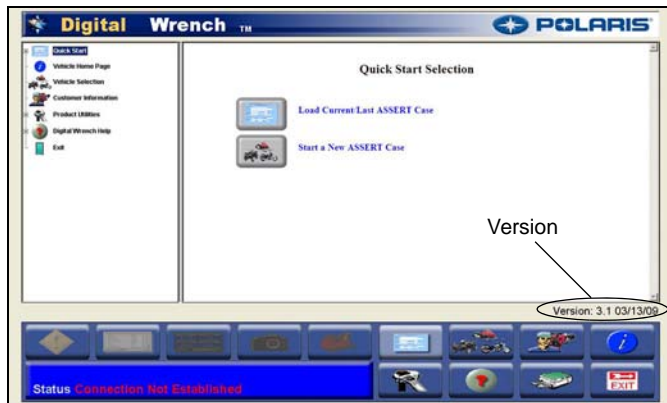 Digital Wrench TM
POLARIS
Quick Start
Vehicle Home Page
Vehicle Selection
Customer Information
Product Utilities
Digital Wrench Help
Exit
Quick Start Selection
Load Current/Last ASSERT Case
Start a New ASSERT Case
Version
Version: 3.1 03/13/09
Status Connection Not Established
EXIT